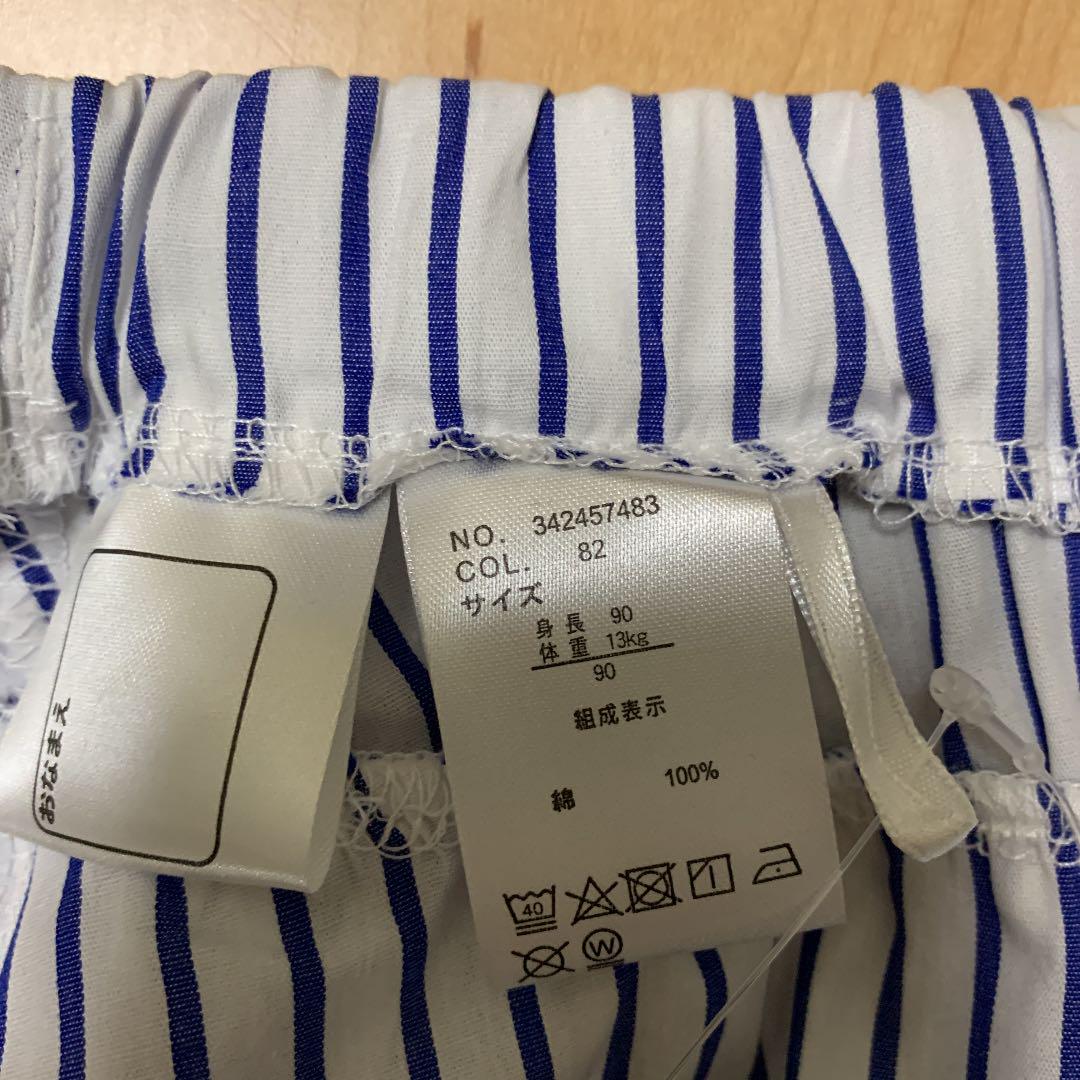 おなまえ
NO. 342457483
COL. 82
サイズ
身長 90
体重 13kg
90
組成表示
綿 100%
40
W